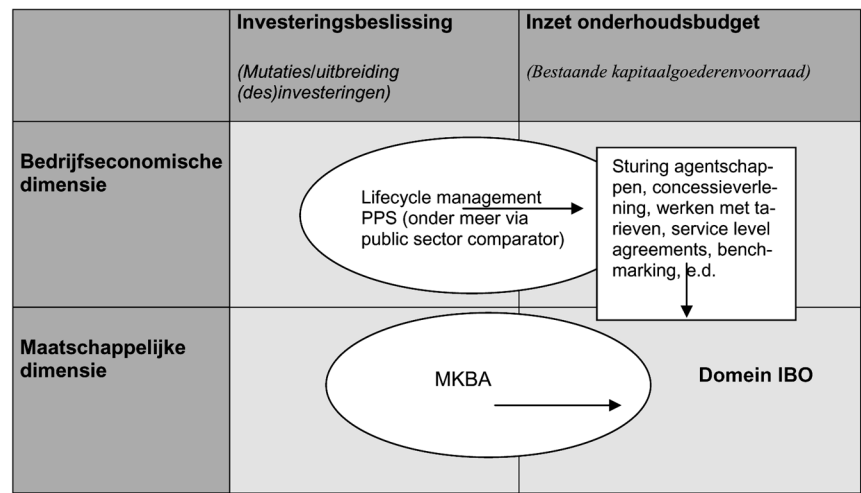 Investeringsbeslissing
(Mutaties/uitbreiding
(des)investeringen)
Inzet onderhoudsbudget
(Bestaande kapitaalgoederenvoorraad)
Bedrijfseconomische
dimensie
Lifecycle management
PPS (onder meer via
public sector comparator)
Sturing agentschap-
pen, concessieverle-
ning, werken met ta-
rieven, service level
agreements, bench-
marking, e.d.
Maatschappelijke
dimensie
MKBA
Domein IBO